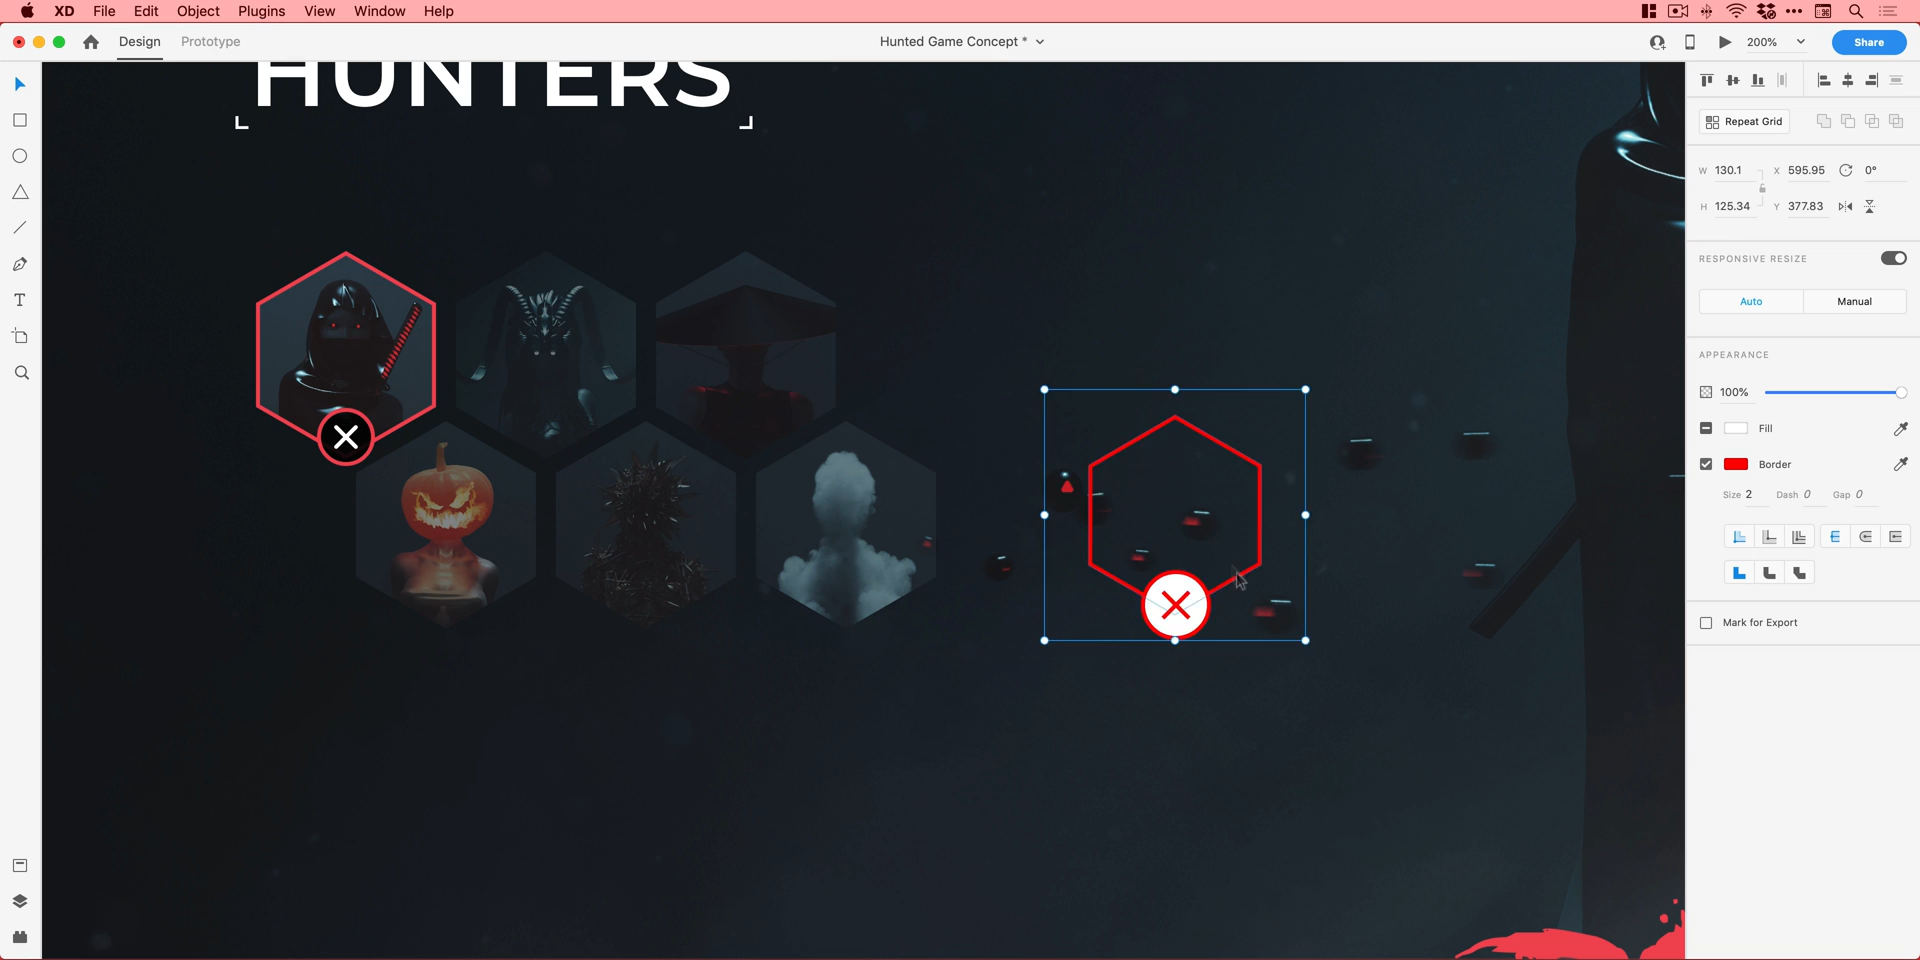 XD File Edit Object Plugins View Window Help
Design Prototype Hunted Game Concept * 200% Share
HUNTERS
Repeat Grid
W 130.1 X 595.95 0°
H 125.34 Y 377.83
RESPONSIVE RESIZE
Auto Manual
APPEARANCE
100%
Fill
Border
Size 2 Dash 0 Gap 0
Mark for Export